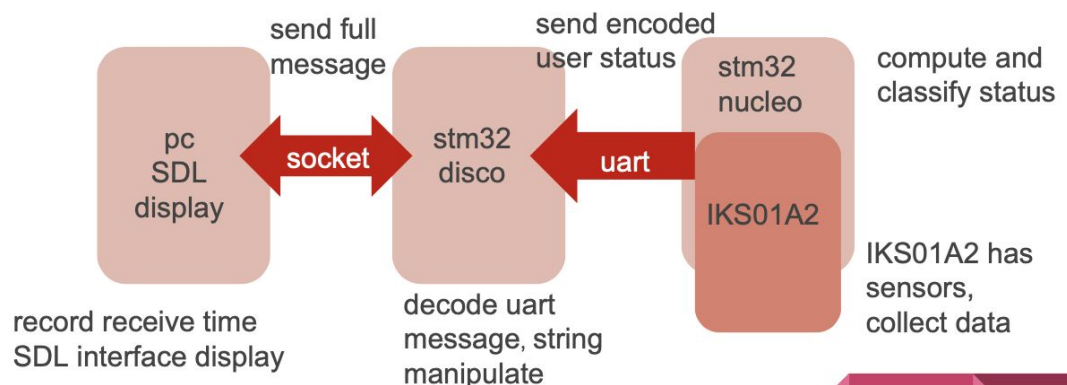 send full
message
send encoded
user status
stm32
nucleo
compute and
classify status
pc
SDL
display
socket
stm32
disco
uart
IKS01A2
IKS01A2 has
sensors,
collect data
record receive time
SDL interface display
decode uart
message, string
manipulate